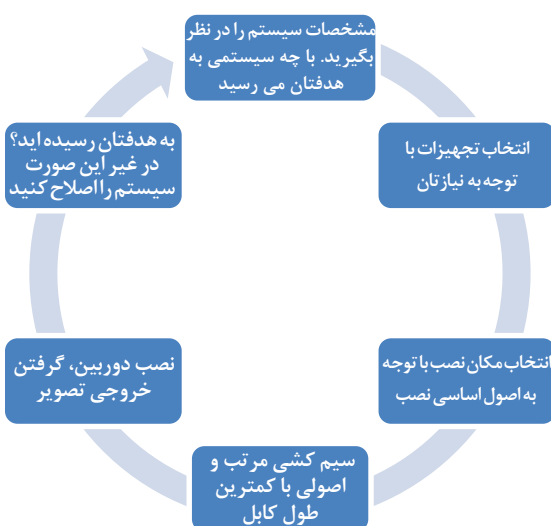 مشخصات سیستم را در نظر
بگیرید. با چه سیستمی به
هدفتان می رسید
انتخاب تجهیزات با
توجه به نیازتان
انتخاب مکان نصب با توجه
به اصول اساسی نصب
سیم کشی مرتب و
اصولی با کمترین
طول کابل
نصب دوربین، گرفتن
خروجی تصویر
به هدفتان رسیده اید؟
در غیر این صورت
سیستم را اصلاح کنید